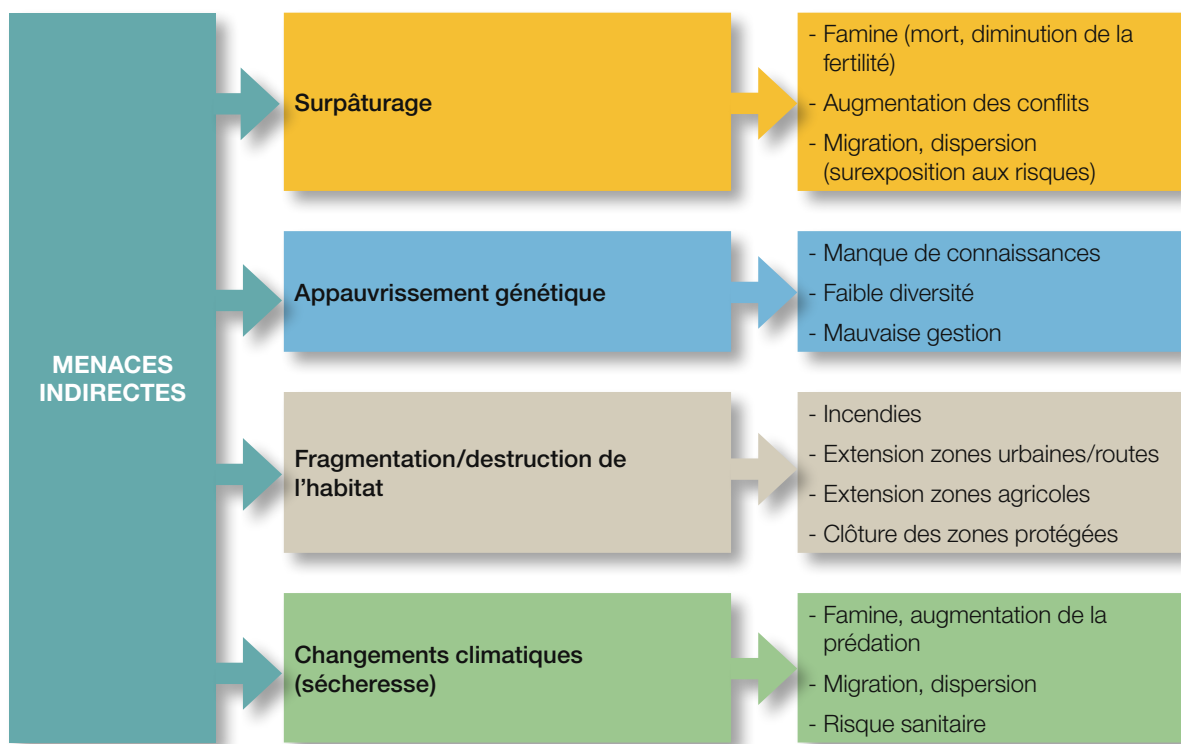 MENACES
INDIRECTES
Surpâturage
- Famine (mort, diminution de la
fertilité)
- Augmentation des conflits
- Migration, dispersion
(surexposition aux risques)
Appauvrissement génétique
- Manque de connaissances
- Faible diversité
- Mauvaise gestion
Fragmentation/destruction de
l’habitat
- Incendies
- Extension zones urbaines/routes
- Extension zones agricoles
- Clôture des zones protégées
Changements climatiques
(sécheresse)
- Famine, augmentation de la
prédation
- Migration, dispersion
- Risque sanitaire